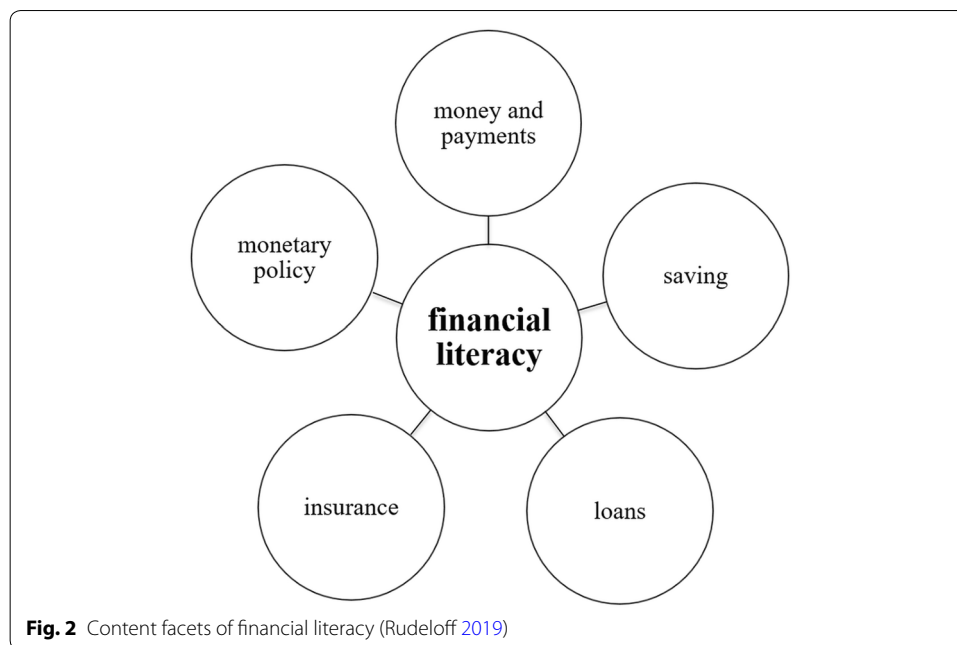 money and
payments
monetary
policy
saving
financial
literacy
insurance
loans
Fig. 2 Content facets of financial literacy (Rudeloff 2019)